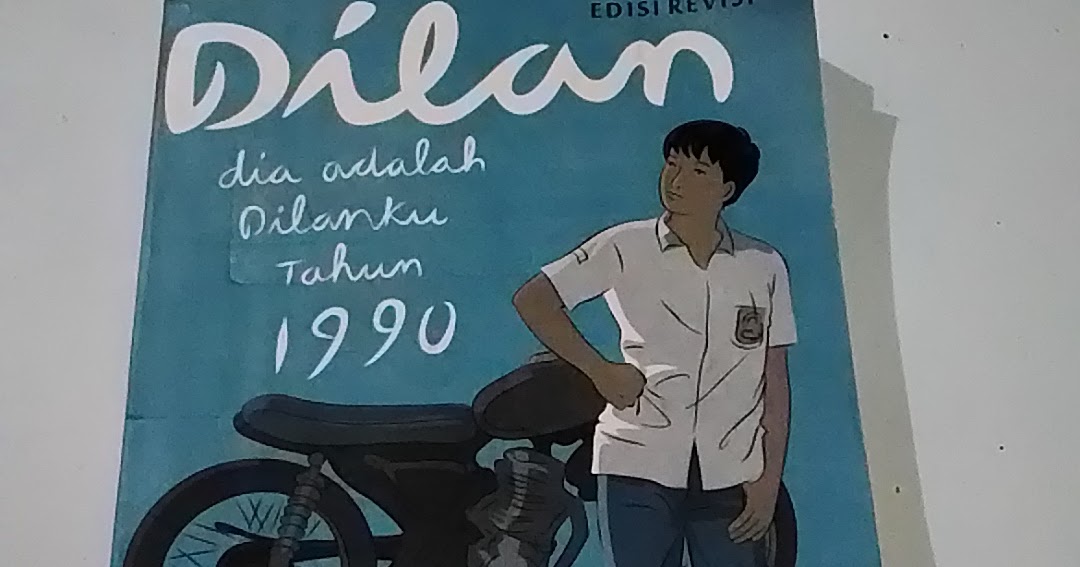 EDISI REVISI
Dilan
dia adalah
Dilanku
Tahun
1990